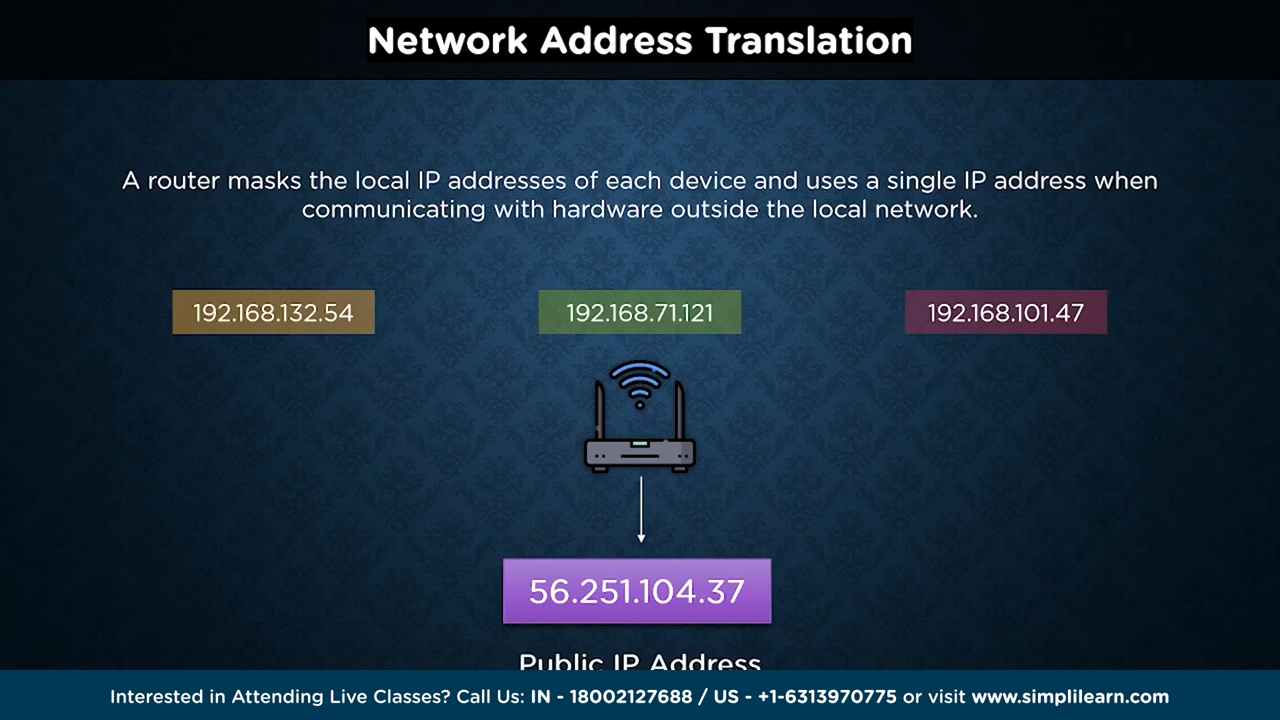 Network Address Translation
A router masks the local IP addresses of each device and uses a single IP address when
communicating with hardware outside the local network.
192.168.132.54
192.168.71.121
192.168.101.47
56.251.104.37
Public IP Address
Interested in Attending Live Classes? Call Us: IN - 18002127688 / US - +1-6313970775 or visit www.simplilearn.com